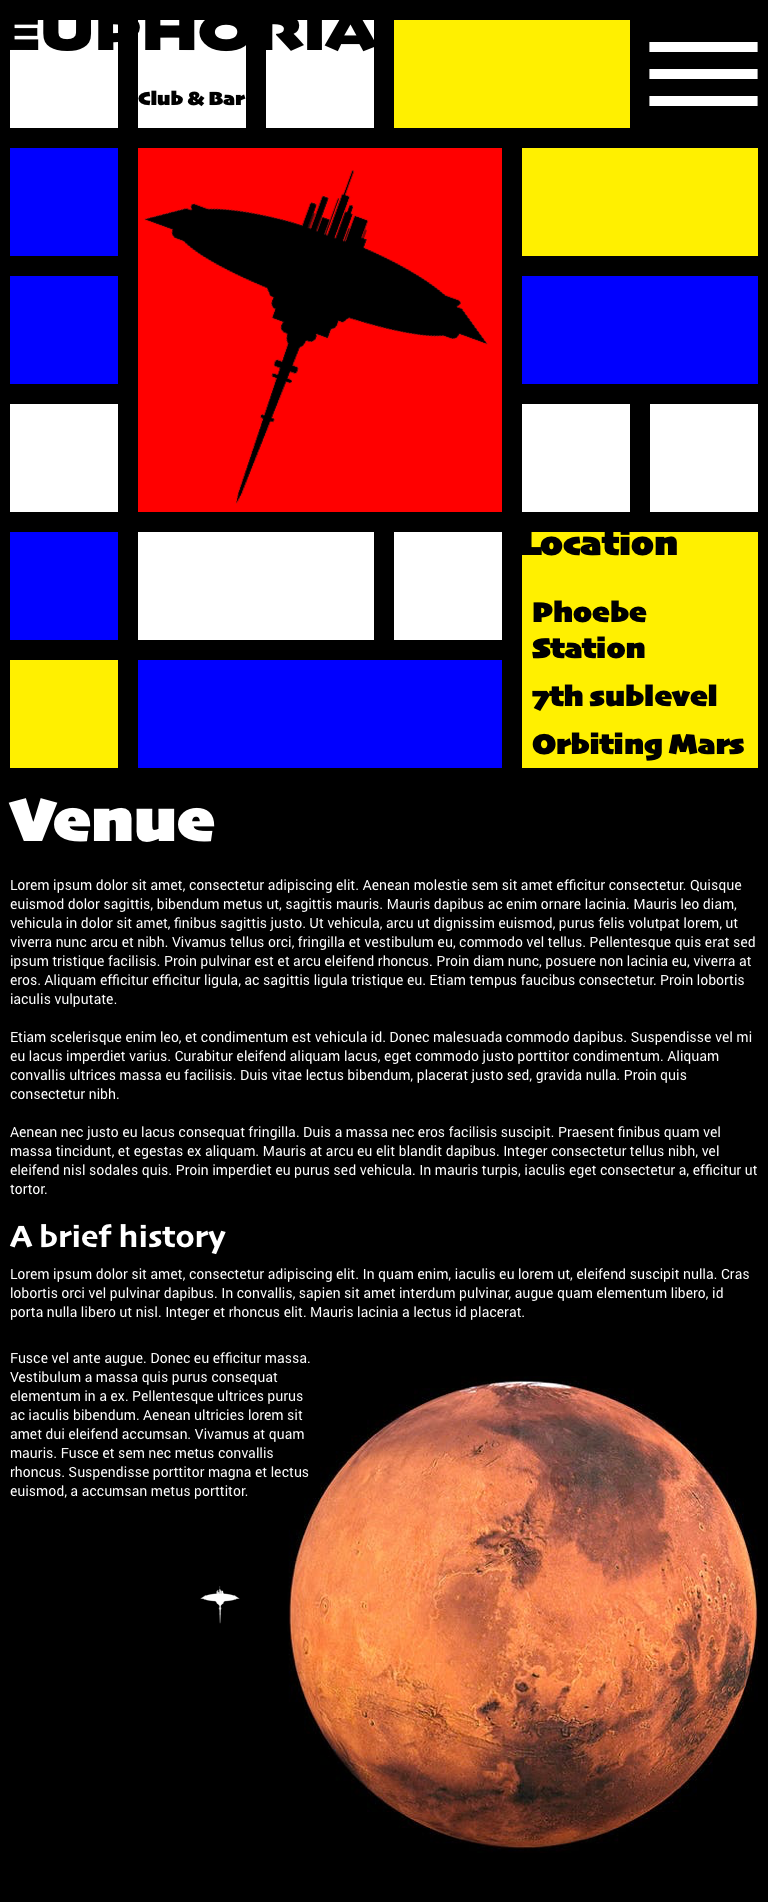 EUPHORIA
Club & Bar
Location
Phoebe
Station
7th sublevel
Orbiting Mars
Venue
Lorem ipsum dolor sit amet, consectetur adipiscing elit. Aenean molestie sem sit amet efficitur consectetur. Quisque
euismod dolor sagittis, bibendum metus ut, sagittis mauris. Mauris dapibus ac enim ornare lacinia. Mauris leo diam,
vehicula in dolor sit amet, finibus sagittis justo. Ut vehicula, arcu ut dignissim euismod, purus felis volutpat lorem, ut
viverra nunc arcu et nibh. Vivamus tellus orci, fringilla et vestibulum eu, commodo vel tellus. Pellentesque quis erat sed
ipsum tristique facilisis. Proin pulvinar est et arcu eleifend rhoncus. Proin diam nunc, posuere non lacinia eu, viverra at
eros. Aliquam efficitur efficitur ligula, ac sagittis ligula tristique eu. Etiam tempus faucibus consectetur. Proin lobortis
iaculis vulputate.
Etiam scelerisque enim leo, et condimentum est vehicula id. Donec malesuada commodo dapibus. Suspendisse vel mi
eu lacus imperdiet varius. Curabitur eleifend aliquam lacus, eget commodo justo porttitor condimentum. Aliquam
convallis ultrices massa eu facilisis. Duis vitae lectus bibendum, placerat justo sed, gravida nulla. Proin quis
consectetur nibh.
Aenean nec justo eu lacus consequat fringilla. Duis a massa nec eros facilisis suscipit. Praesent finibus quam vel
massa tincidunt, et egestas ex aliquam. Mauris at arcu eu elit blandit dapibus. Integer consectetur tellus nibh, vel
eleifend nisl sodales quis. Proin imperdiet eu purus sed vehicula. In mauris turpis, iaculis eget consectetur a, efficitur ut
tortor.
A brief history
Lorem ipsum dolor sit amet, consectetur adipiscing elit. In quam enim, iaculis eu lorem ut, eleifend suscipit nulla. Cras
lobortis orci vel pulvinar dapibus. In convallis, sapien sit amet interdum pulvinar, augue quam elementum libero, id
porta nulla libero ut nisl. Integer et rhoncus elit. Mauris lacinia a lectus id placerat.
Fusce vel ante augue. Donec eu efficitur massa.
Vestibulum a massa quis purus consequat
elementum in a ex. Pellentesque ultrices purus
ac iaculis bibendum. Aenean ultricies lorem sit
amet dui eleifend accumsan. Vivamus at quam
mauris. Fusce et sem nec metus convallis
rhoncus. Suspendisse porttitor magna et lectus
euismod, a accumsan metus porttitor.